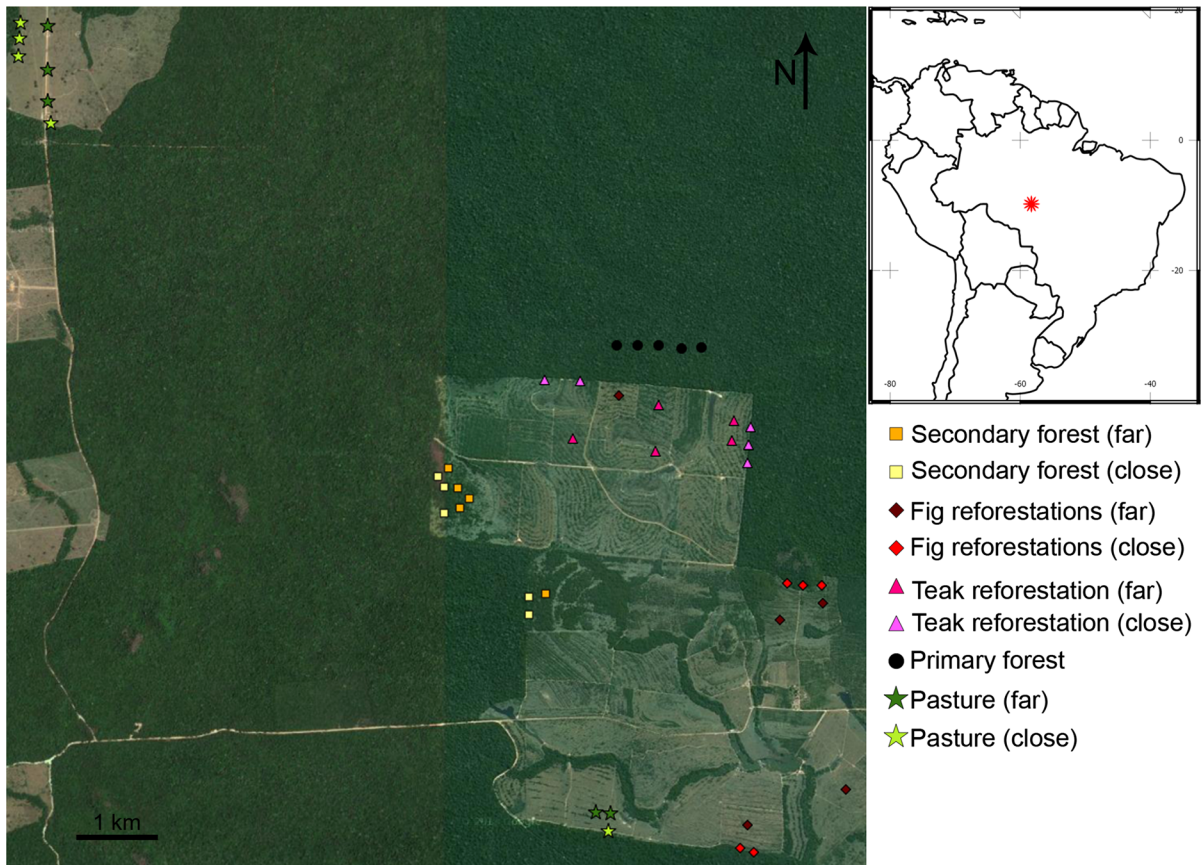 N
1 km
20
0
-20
-80
-60
-40
Secondary forest (far)
Secondary forest (close)
Fig reforestations (far)
Fig reforestations (close)
Teak reforestation (far)
Teak reforestation (close)
Primary forest
Pasture (far)
Pasture (close)